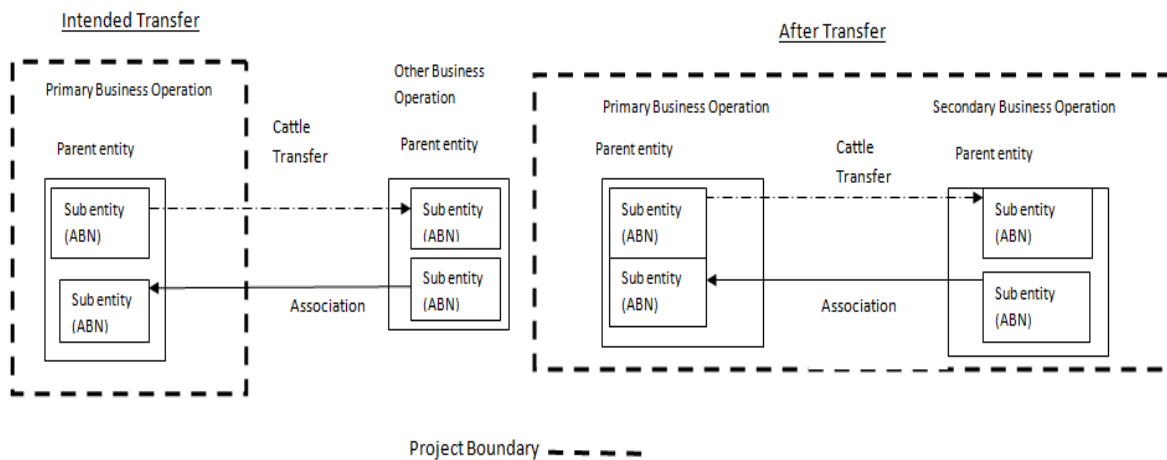 Intended Transfer
Primary Business Operation
Parent entity
Sub entity
(ABN)
Sub entity
(ABN)
Cattle
Transfer
Association
Other Business
Operation
Parent entity
Sub entity
(ABN)
Sub entity
(ABN)
After Transfer
Primary Business Operation
Parent entity
Sub entity
(ABN)
Sub entity
(ABN)
Cattle
Transfer
Association
Secondary Business Operation
Parent entity
Sub entity
(ABN)
Sub entity
(ABN)
Project Boundary